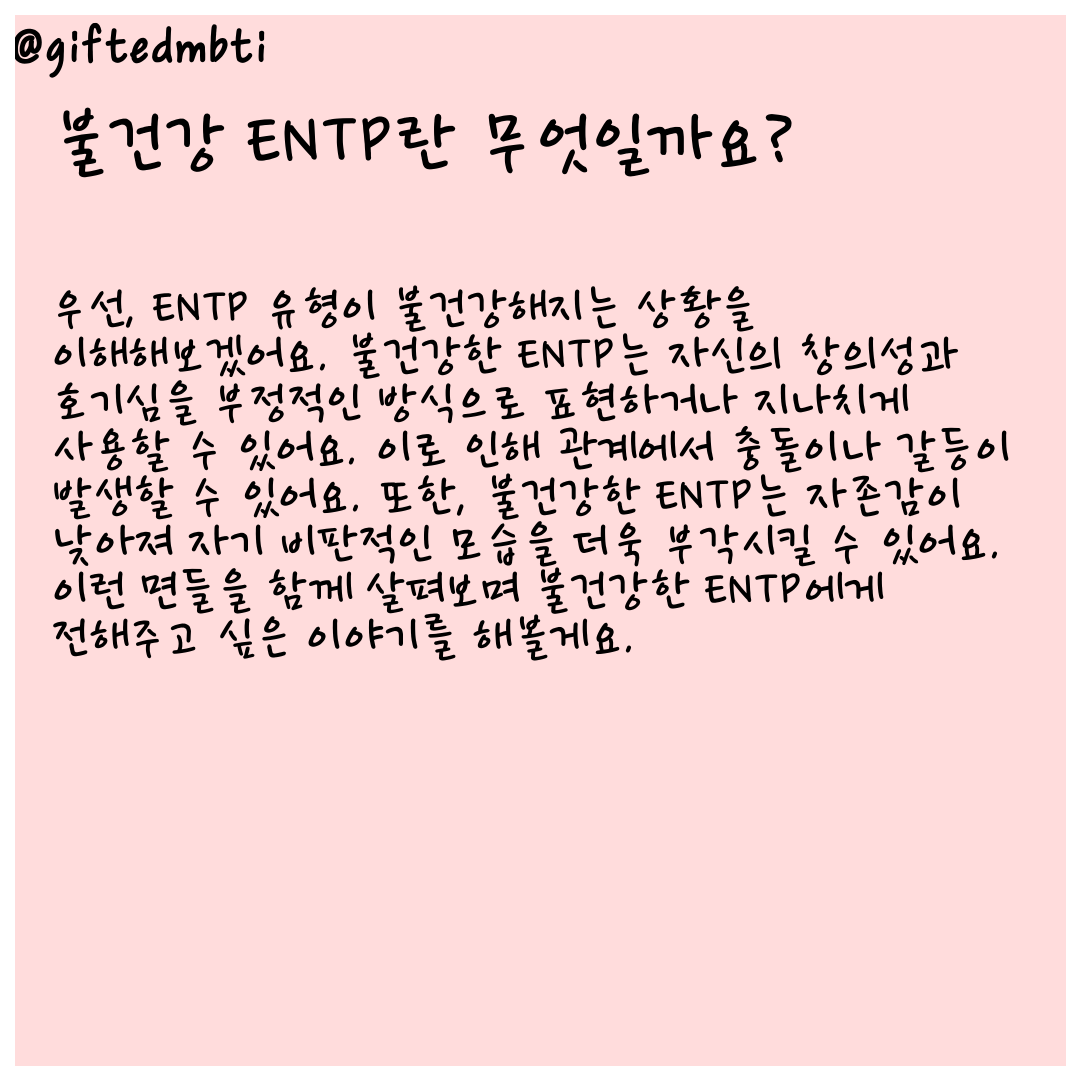 @giftedmbti
불건강 ENTP란 무엇일까요?
우선, ENTP 유형이 불건강해지는 상황을
이해해보겠어요. 불건강한 ENTP는 자신의 창의성과
호기심을 부정적인 방식으로 표현하거나 지나치게
사용할 수 있어요. 이로 인해 관계에서 충돌이나 갈등이
발생할 수 있어요. 또한, 불건강한 ENTP는 자존감이
낮아져 자기 비판적인 모습을 더욱 부각시킬 수 있어요.
이런 면들을 함께 살펴보며 불건강한 ENTP에게
전해주고 싶은 이야기를 해볼게요.